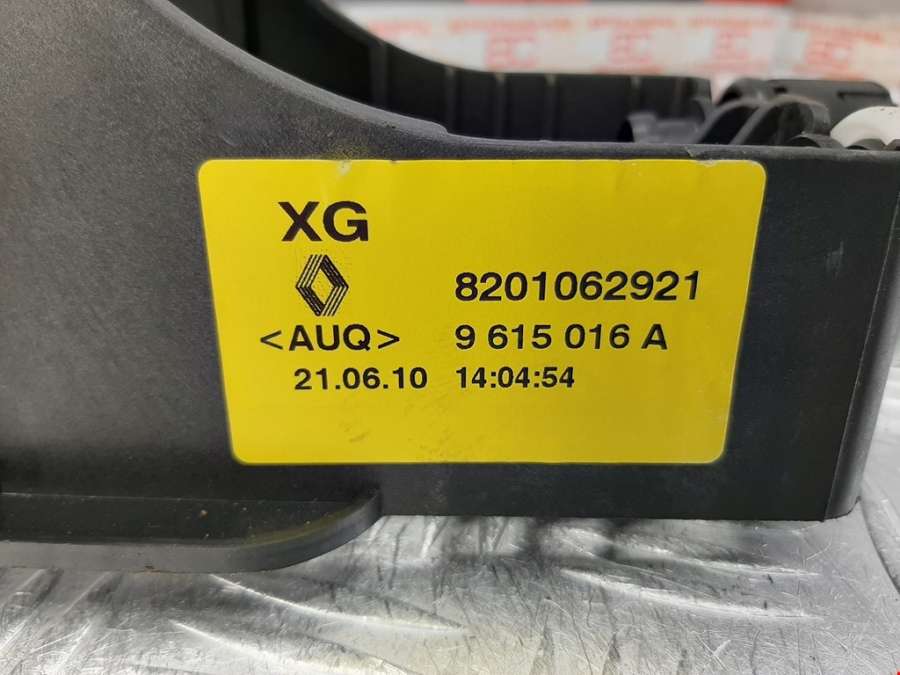 XG
8201062921
<AUQ> 9 615 016 A
21.06.10 14:04:54